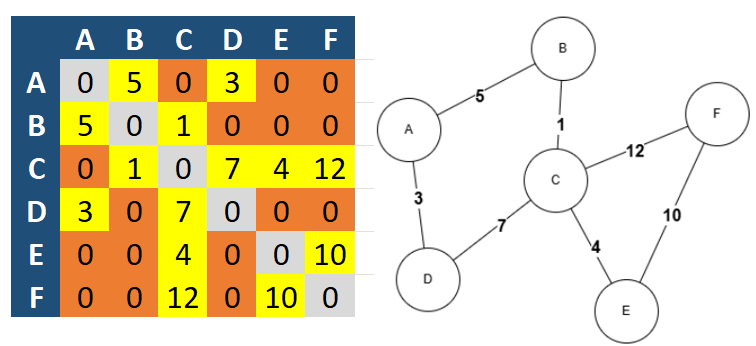 A B C D E F
A 0 5 0 3 0 0
B 5 0 1 0 0 0
C 0 1 0 7 4 12
D 3 0 7 0 0 0
E 0 0 4 0 0 10
F 0 0 12 0 10 0
B
5
A
1
F
12
C
3
10
7
4
D
E